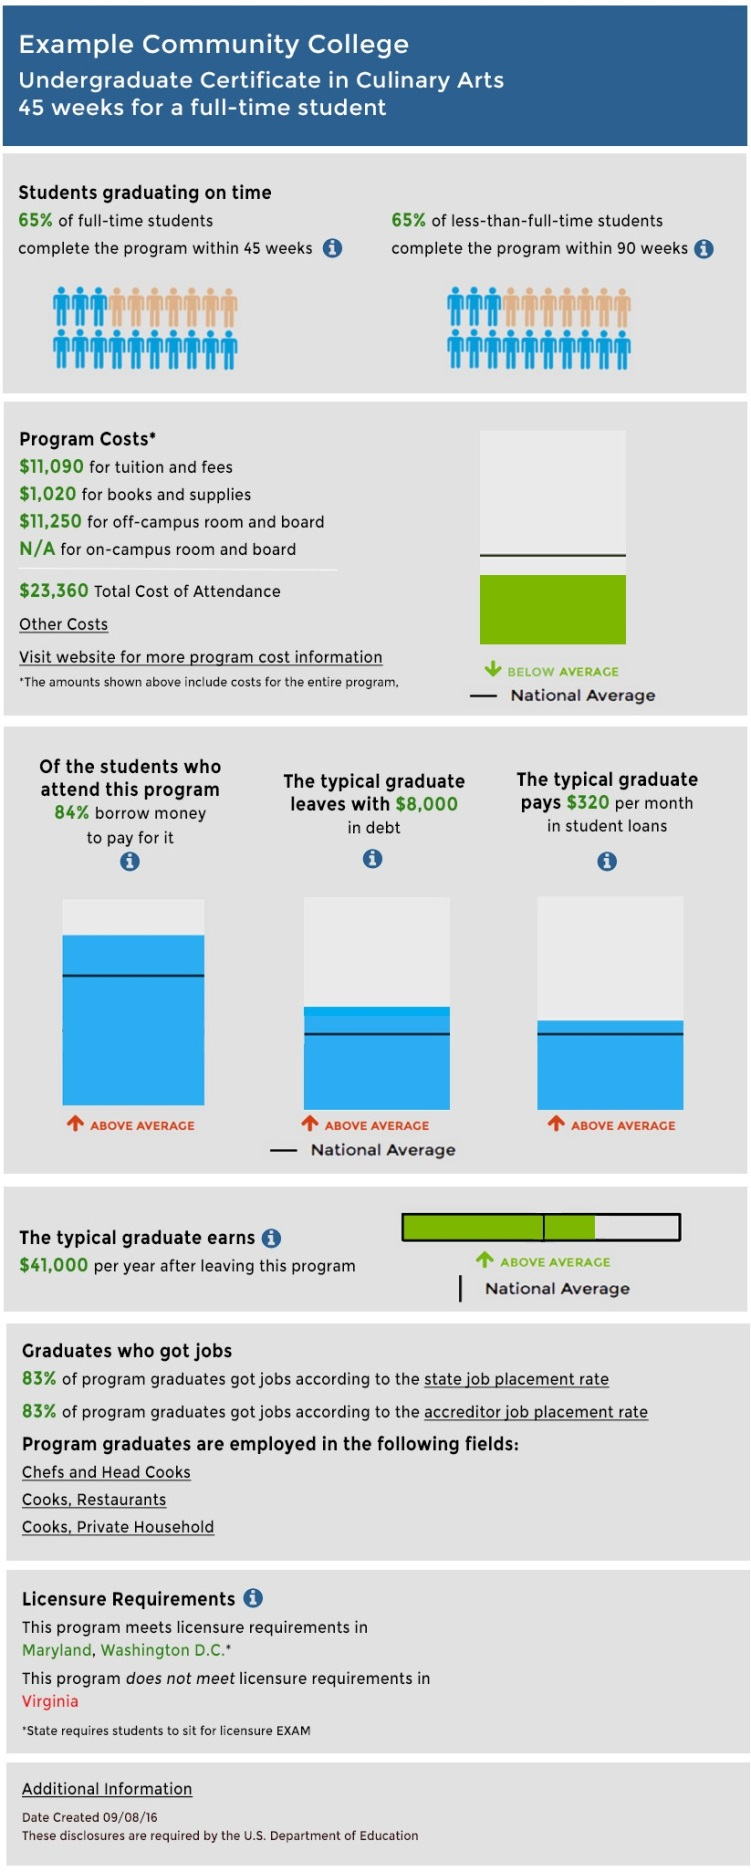 Example Community College
Undergraduate Certificate in Culinary Arts
45 weeks for a full-time student
Students graduating on time
65% of full-time students
complete the program within 45 weeks
65% of less-than-full-time students
complete the program within 90 weeks
Program Costs*
$11,090 for tuition and fees
$1,020 for books and supplies
$11,250 for off-campus room and board
N/A for on-campus room and board
$23,360 Total Cost of Attendance
Other Costs
Visit website for more program cost information
*The amounts shown above include costs for the entire program,
BELOW AVERAGE
National Average
Of the students who
attend this program
84% borrow money
to pay for it
ABOVE AVERAGE
The typical graduate
leaves with $8,000
in debt
ABOVE AVERAGE
The typical graduate
pays $320 per month
in student loans
ABOVE AVERAGE
National Average
The typical graduate earns
$41,000 per year after leaving this program
ABOVE AVERAGE
National Average
Graduates who got jobs
83% of program graduates got jobs according to the state job placement rate
83% of program graduates got jobs according to the accreditor job placement rate
Program graduates are employed in the following fields:
Chefs and Head Cooks
Cooks, Restaurants
Cooks, Private Household
Licensure Requirements
This program meets licensure requirements in
Maryland, Washington D.C.*
This program does not meet licensure requirements in
Virginia
*State requires students to sit for licensure EXAM
Additional Information
Date Created 09/08/16
These disclosures are required by the U.S. Department of Education